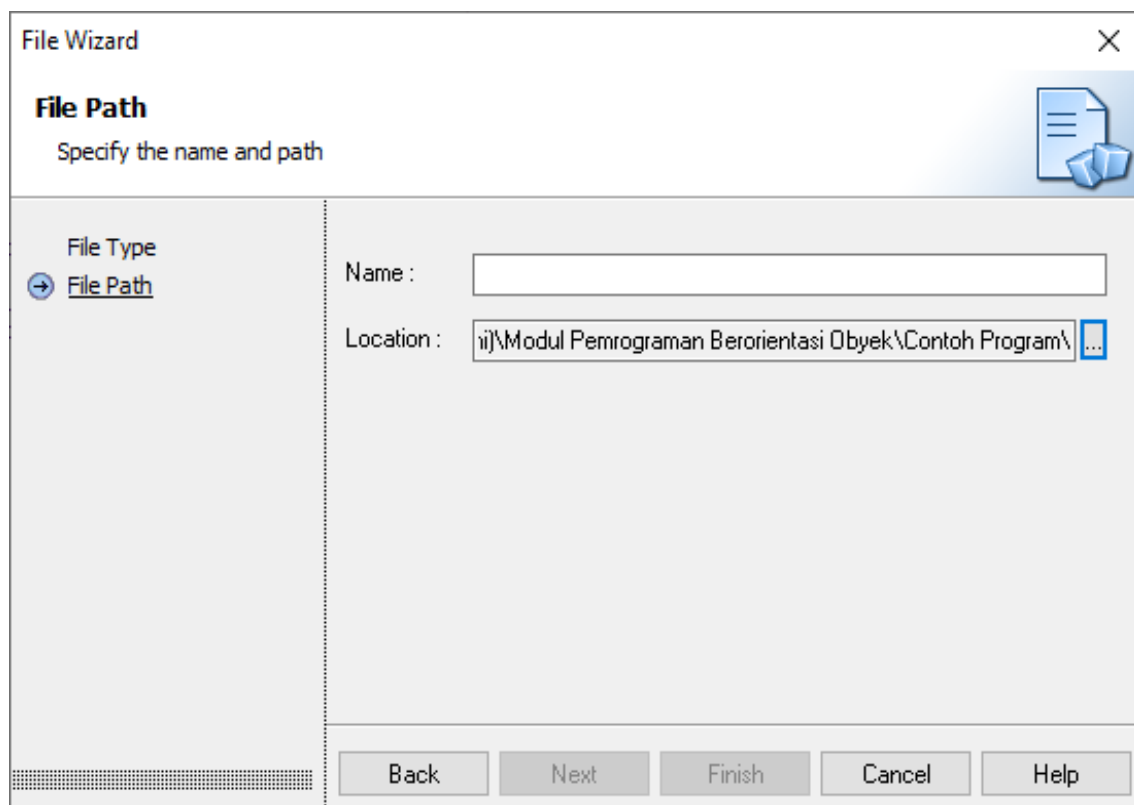 File Wizard
File Path
Specify the name and path
File Type
File Path
Name :
Location : i)\Modul Pemrograman Berorientasi Obyek\Contoh Program\ ...
Back Next Finish Cancel Help